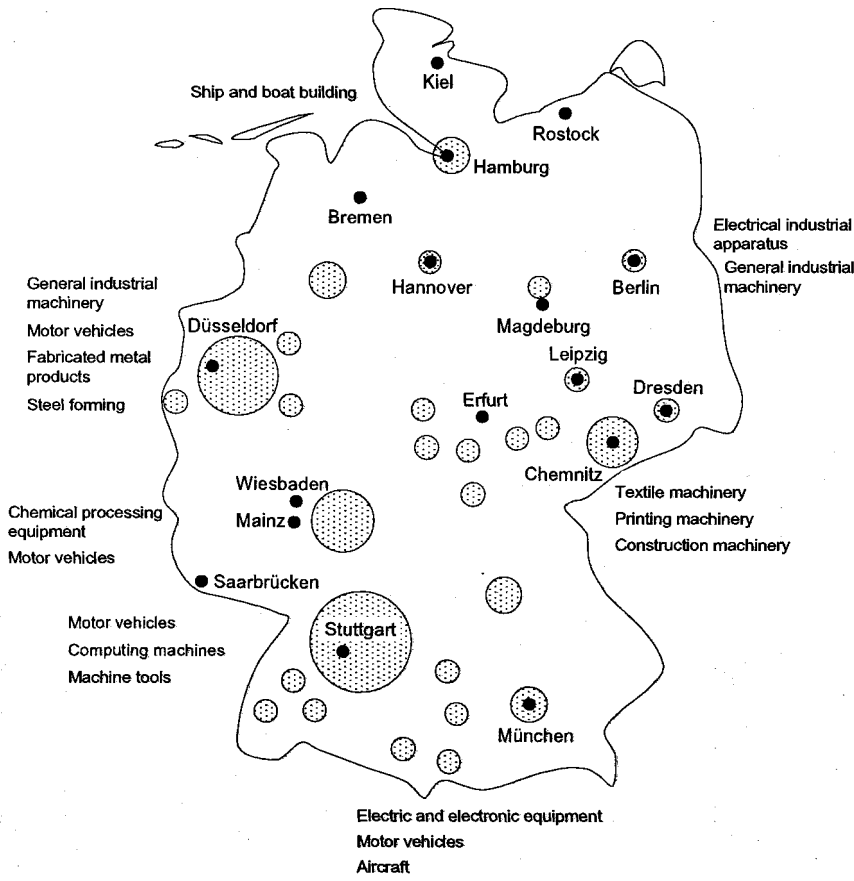 Kiel
Ship and boat building
Rostock
Hamburg
Bremen
Electrical industrial
apparatus
General industrial
machinery
Hannover
Berlin
General industrial
machinery
Magdeburg
Motor vehicles
Düsseldorf
Fabricated metal
products
Leipzig
Steel forming
Erfurt
Dresden
Chemnitz
Wiesbaden
Textile machinery
Chemical processing
equipment
Mainz
Printing machinery
Construction machinery
Motor vehicles
Saarbrücken
Motor vehicles
Stuttgart
Computing machines
Machine tools
München
Electric and electronic equipment
Motor vehicles
Aircraft